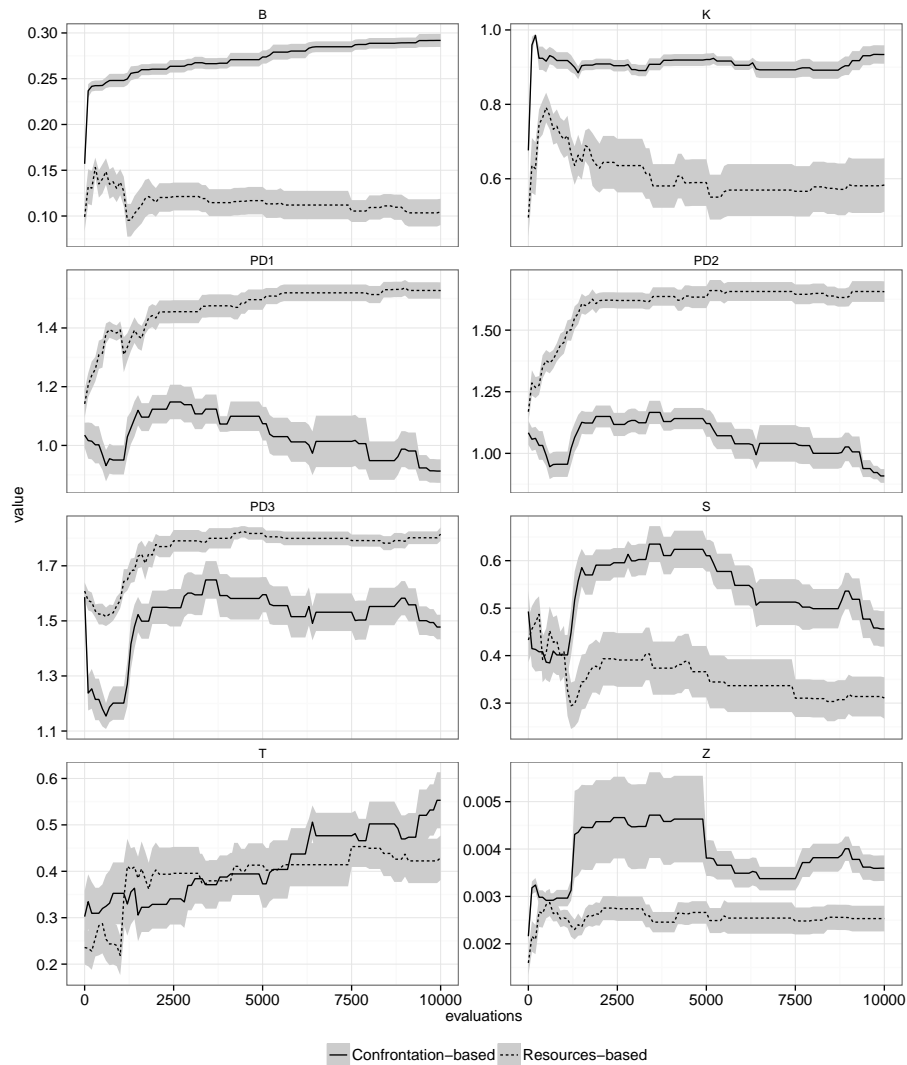 B
K
0.30
0.25
0.20
0.15
0.10
1.0
0.8
0.6
PD1
PD2
1.4
1.2
1.0
1.50
1.25
1.00
PD3
S
1.7
1.5
1.3
1.1
0.6
0.5
0.4
0.3
T
Z
0.6
0.5
0.4
0.3
0.2
0.005
0.004
0.003
0.002
value
0 2500 5000 7500 10000
0 2500 5000 7500 10000
evaluations
Confrontation−based Resources−based